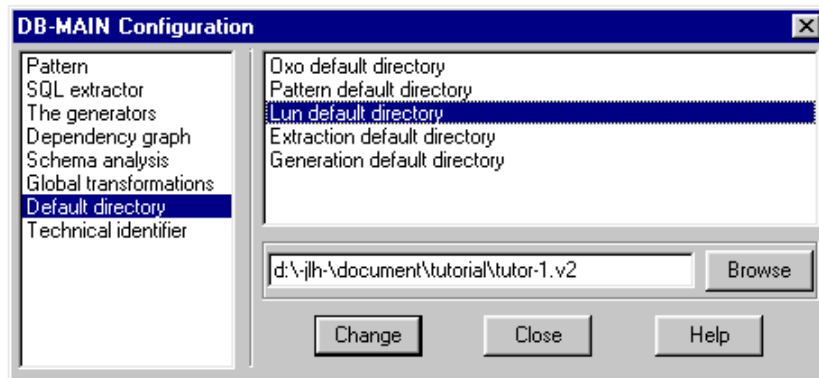 DB-MAIN Configuration
Pattern
SQL extractor
The generators
Dependency graph
Schema analysis
Global transformations
Default directory
Technical identifier
Oxo default directory
Pattern default directory
Lun default directory
Extraction default directory
Generation default directory
d:\-jlh-\document\tutorial\tutor-1.v2
Browse
Change
Close
Help